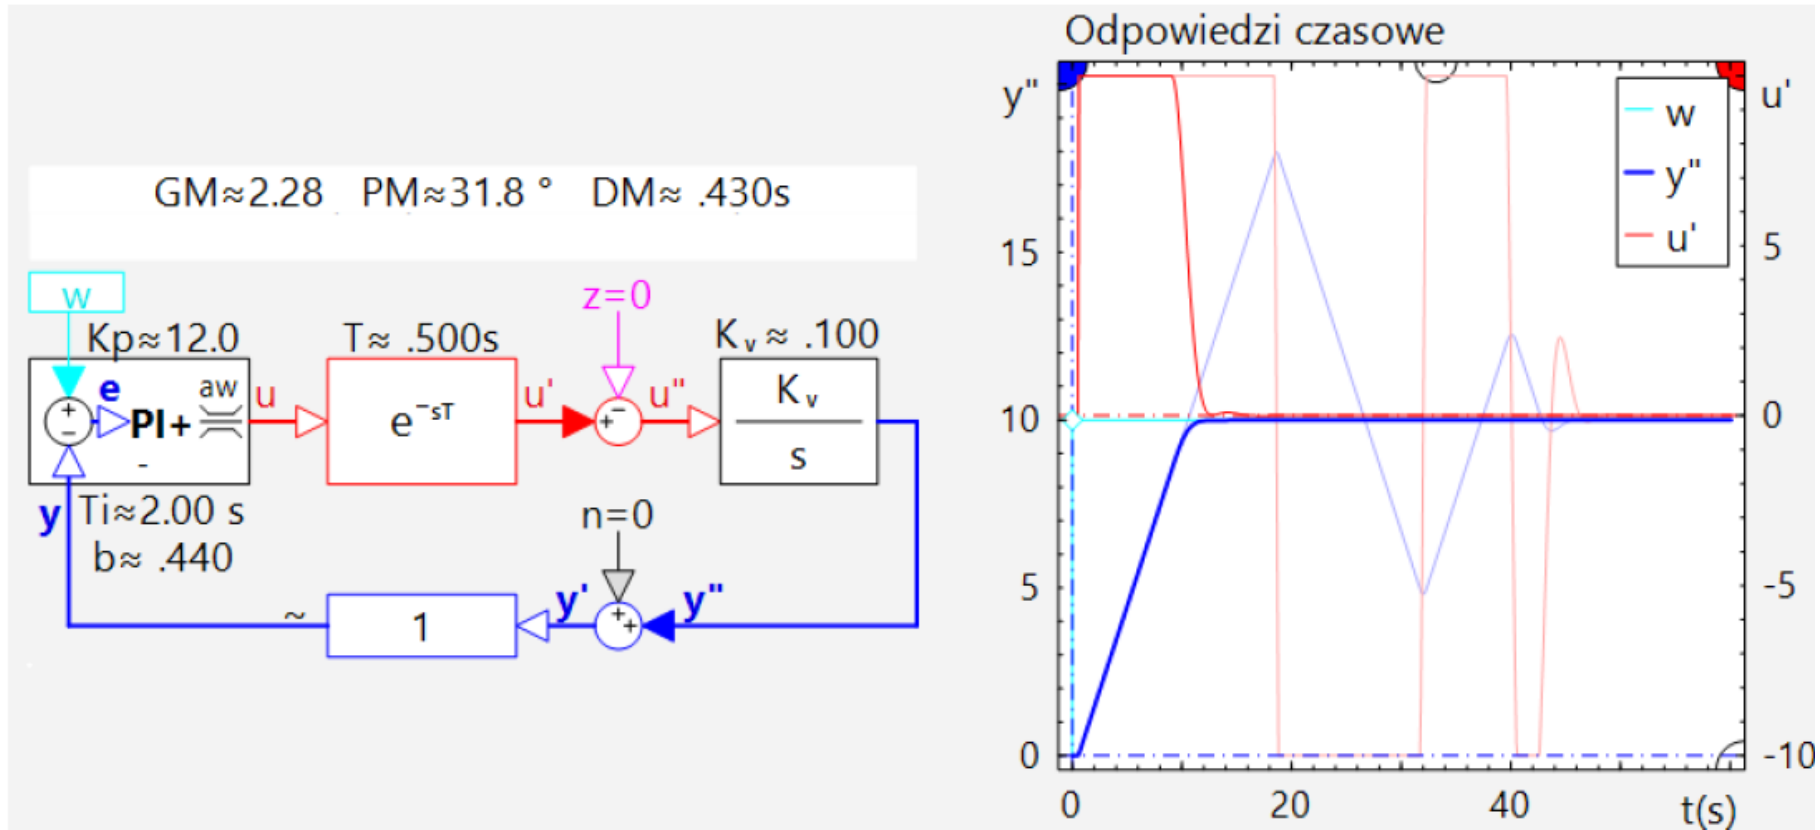 Odpowiedzi czasowe
GM≈2.28 PM≈31.8 ° DM≈ .430s
w
Kp≈12.0
T≈ .500s
z=0
Kᵥ≈ .100
+
−
e
PI+
aw
-
u
e⁻ˢᵀ
u'
+ −
u"
Kᵥ
s
y
Ti≈2.00 s
b≈ .440
n=0
~
1
y'
+ +
y"
y"
15
10
5
0
u'
5
0
-5
-10
w
y"
u'
0 20 40 t(s)